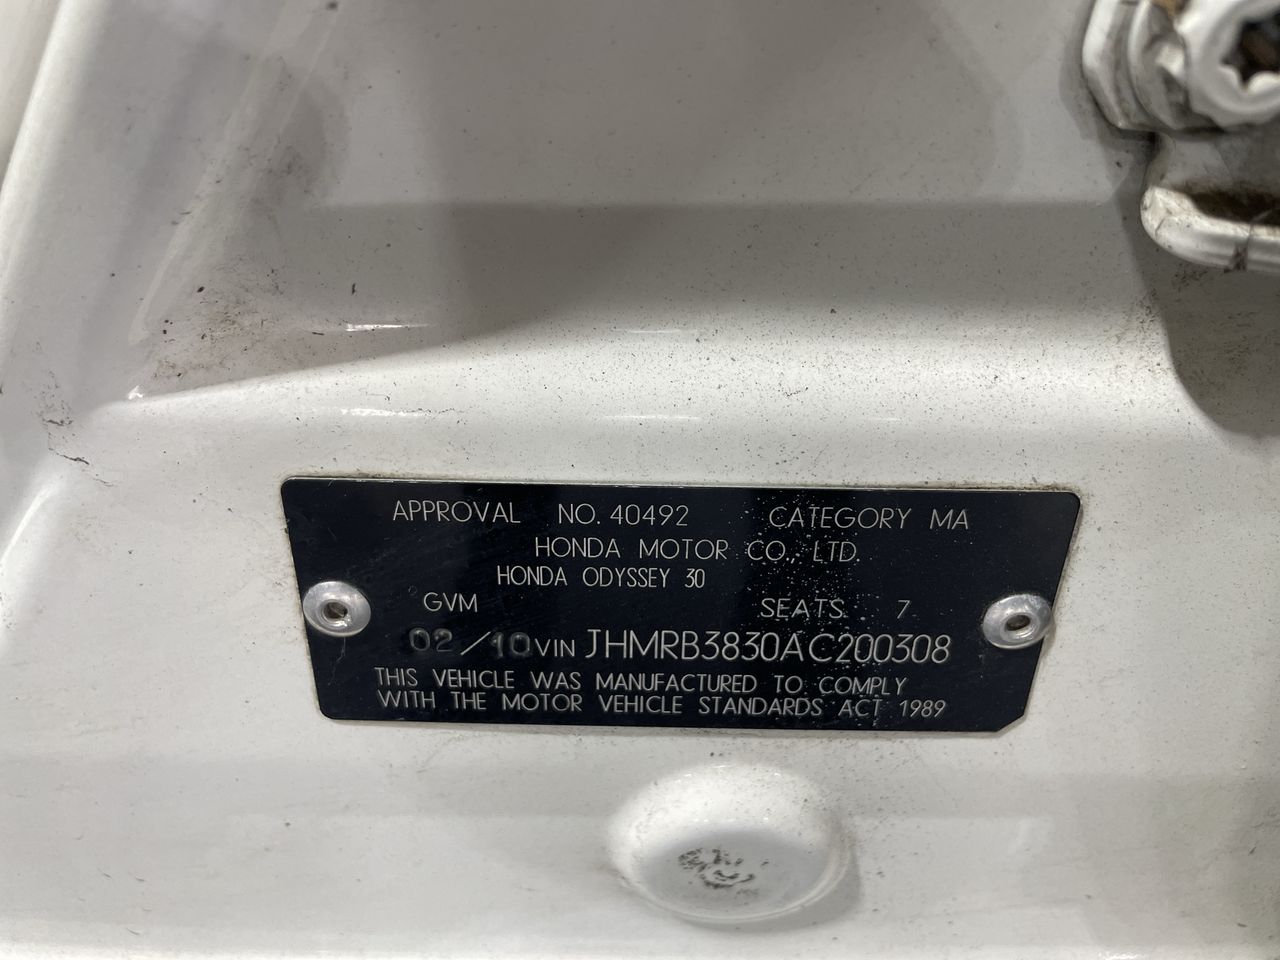 APPROVAL NO. 40492 CATEGORY MA
HONDA MOTOR CO., LTD.
HONDA ODYSSEY 30
GVM SEATS 7
02/10 VIN JHMRB3830AC200308
THIS VEHICLE WAS MANUFACTURED TO COMPLY
WITH THE MOTOR VEHICLE STANDARDS ACT 1989